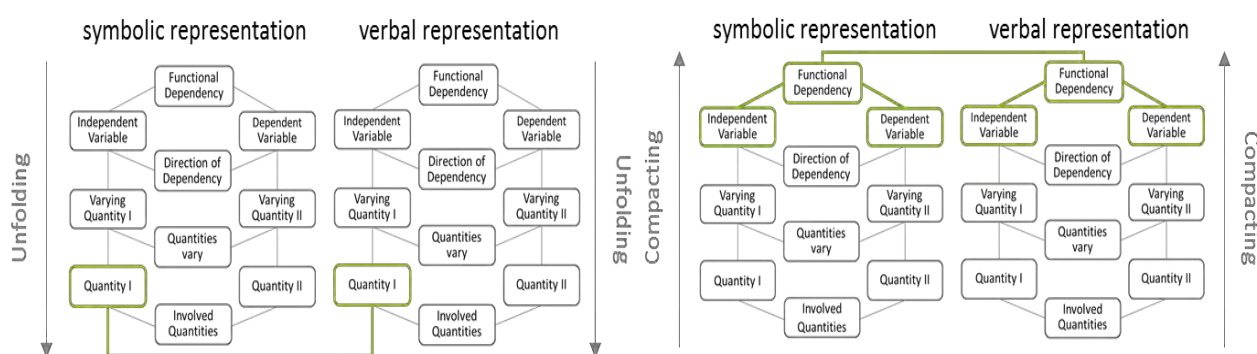 symbolic representation
verbal representation
Unfolding
Functional
Dependency
Independent
Variable
Dependent
Variable
Direction of
Dependency
Varying
Quantity I
Varying
Quantity II
Quantities
vary
Quantity I
Quantity II
Involved
Quantities
Functional
Dependency
Independent
Variable
Dependent
Variable
Direction of
Dependency
Varying
Quantity I
Varying
Quantity II
Quantities
vary
Quantity I
Quantity II
Involved
Quantities
Unfolding
symbolic representation
verbal representation
Compacting
Functional
Dependency
Independent
Variable
Dependent
Variable
Direction of
Dependency
Varying
Quantity I
Varying
Quantity II
Quantities
vary
Quantity I
Quantity II
Involved
Quantities
Functional
Dependency
Independent
Variable
Dependent
Variable
Direction of
Dependency
Varying
Quantity I
Varying
Quantity II
Quantities
vary
Quantity I
Quantity II
Involved
Quantities
Compacting